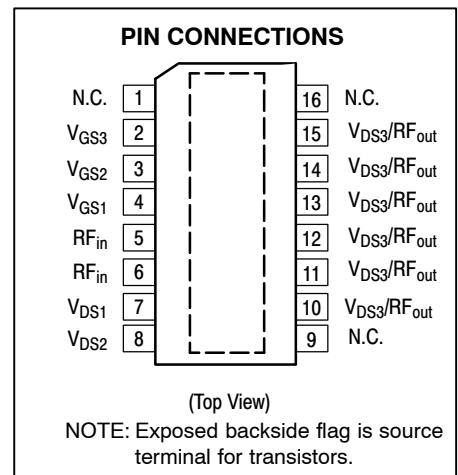 PIN CONNECTIONS
N.C. 1 16 N.C.
VGS3 2 15 VDS3/RFout
VGS2 3 14 VDS3/RFout
VGS1 4 13 VDS3/RFout
RFin 5 12 VDS3/RFout
RFin 6 11 VDS3/RFout
VDS1 7 10 VDS3/RFout
VDS2 8 9 N.C.
(Top View)
NOTE: Exposed backside flag is source
terminal for transistors.